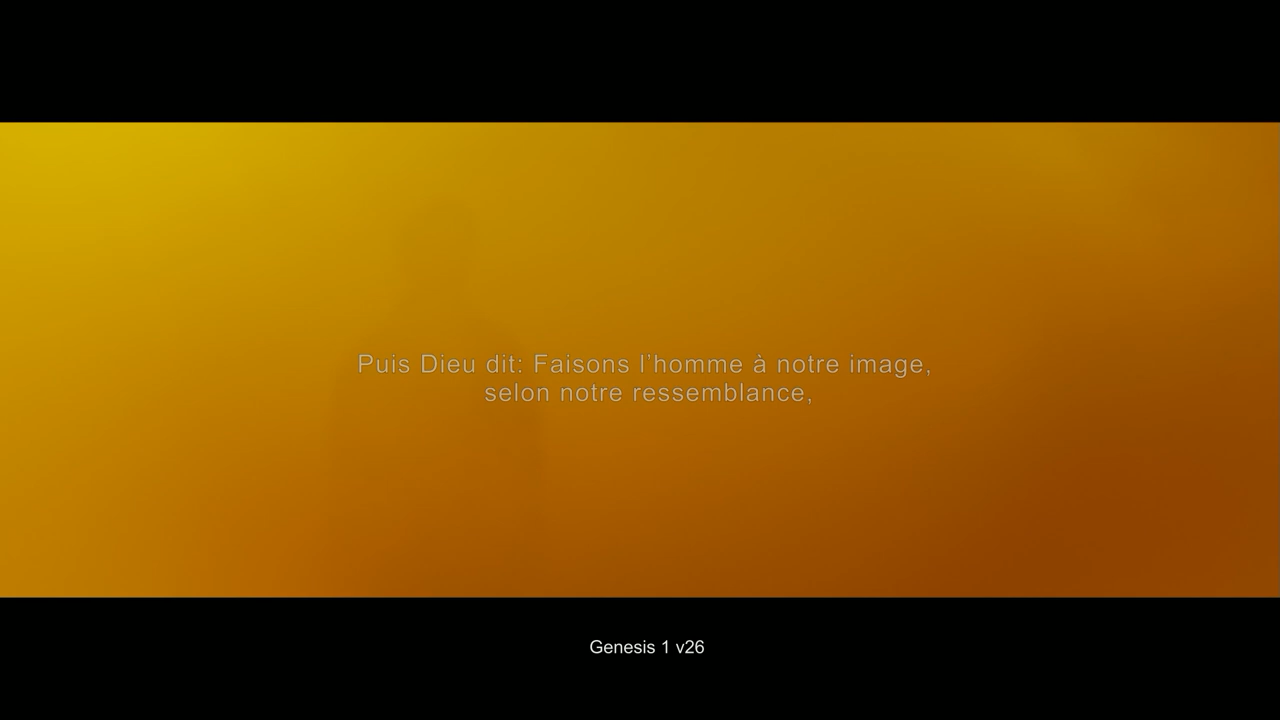 Puis Dieu dit: Faisons l’homme à notre image,
selon notre ressemblance,
Genesis 1 v26